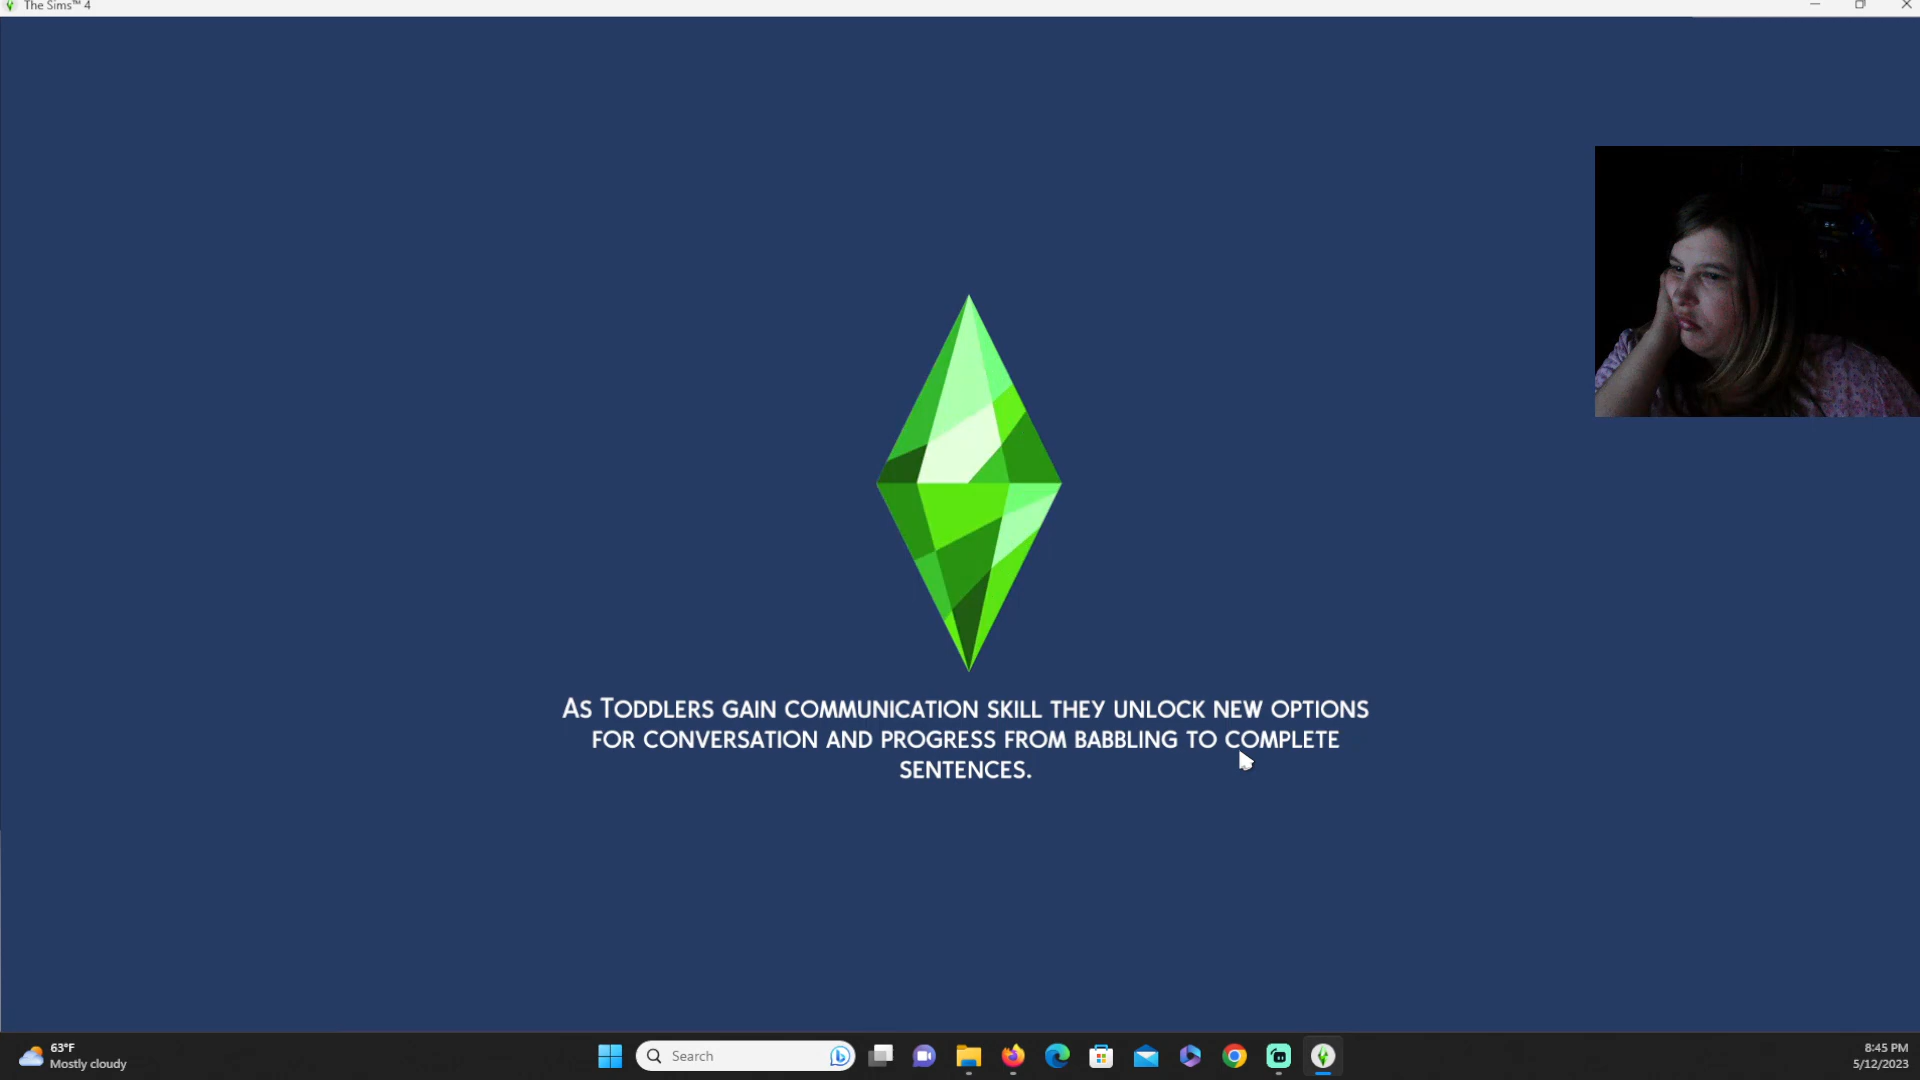 The Sims™ 4
As Toddlers gain communication skill they unlock new options
for conversation and progress from babbling to complete
sentences.
63°F
Mostly cloudy
Search
8:45 PM
5/12/2023